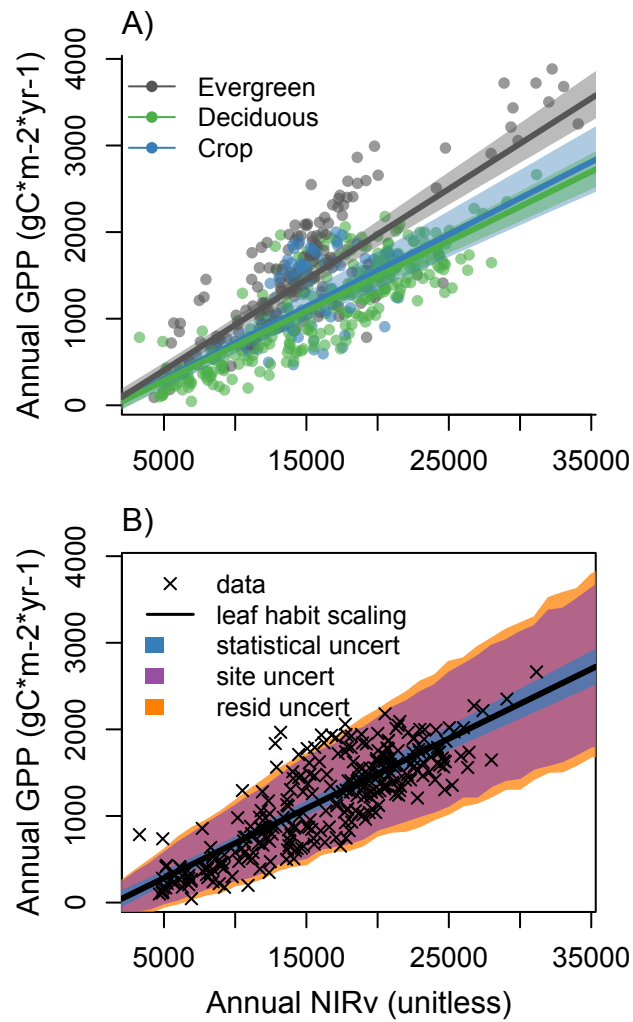 A)
Annual GPP (gC*m-2*yr-1)
4000
3000
2000
1000
0
Evergreen
Deciduous
Crop
5000 15000 25000 35000
B)
Annual GPP (gC*m-2*yr-1)
4000
3000
2000
1000
0
data
leaf habit scaling
statistical uncert
site uncert
resid uncert
5000 15000 25000 35000
Annual NIRv (unitless)